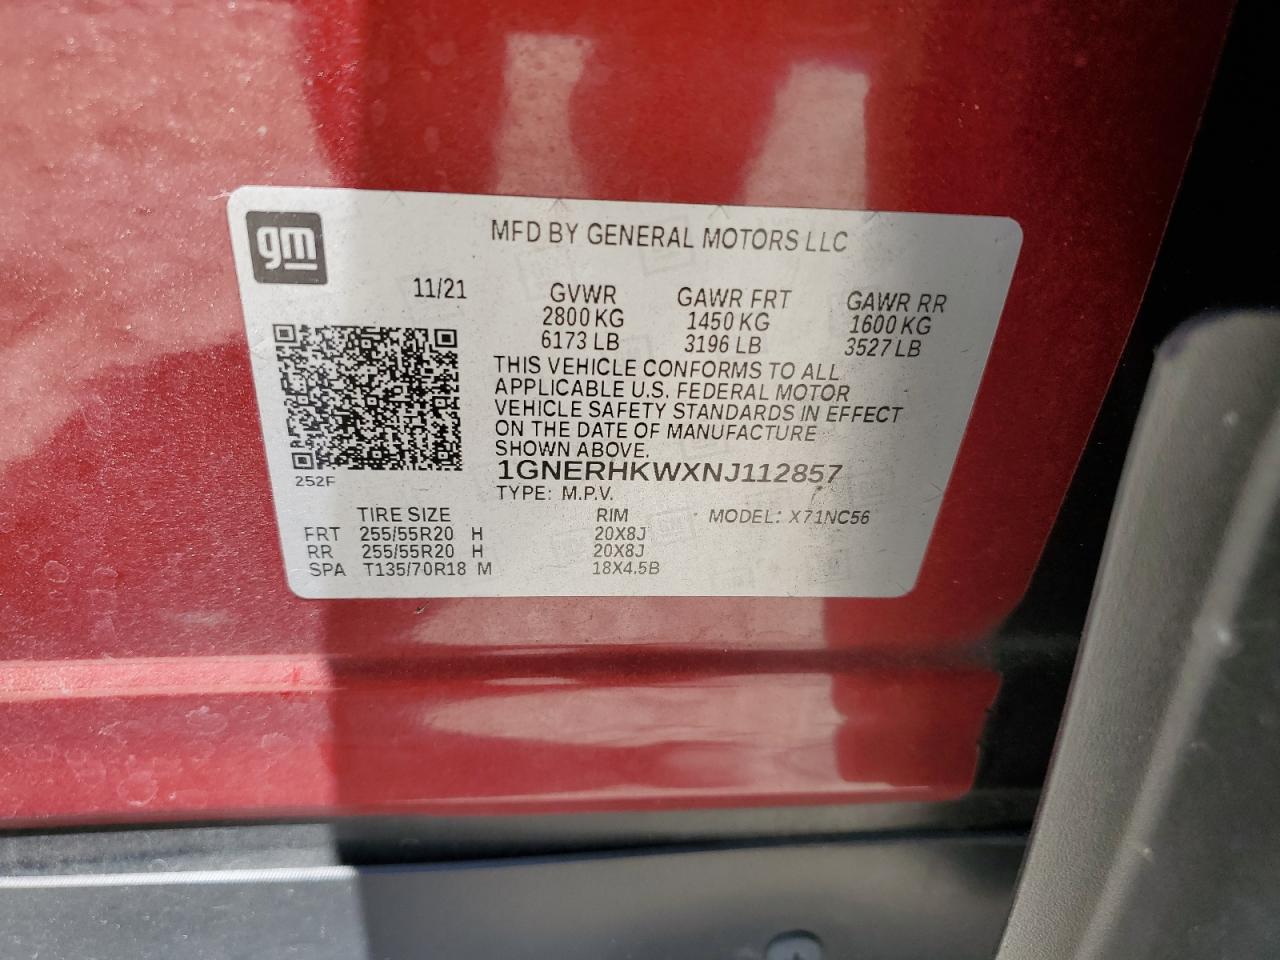 gm
MFD BY GENERAL MOTORS LLC
11/21 GVWR GAWR FRT GAWR RR
2800 KG 1450 KG 1600 KG
6173 LB 3196 LB 3527 LB
THIS VEHICLE CONFORMS TO ALL
APPLICABLE U.S. FEDERAL MOTOR
VEHICLE SAFETY STANDARDS IN EFFECT
ON THE DATE OF MANUFACTURE
SHOWN ABOVE.
252F
1GNERHKWXNJ112857
TYPE: M.P.V.
TIRE SIZE RIM MODEL: X71NC56
FRT 255/55R20 H 20X8J
RR 255/55R20 H 20X8J
SPA T135/70R18 M 18X4.5B